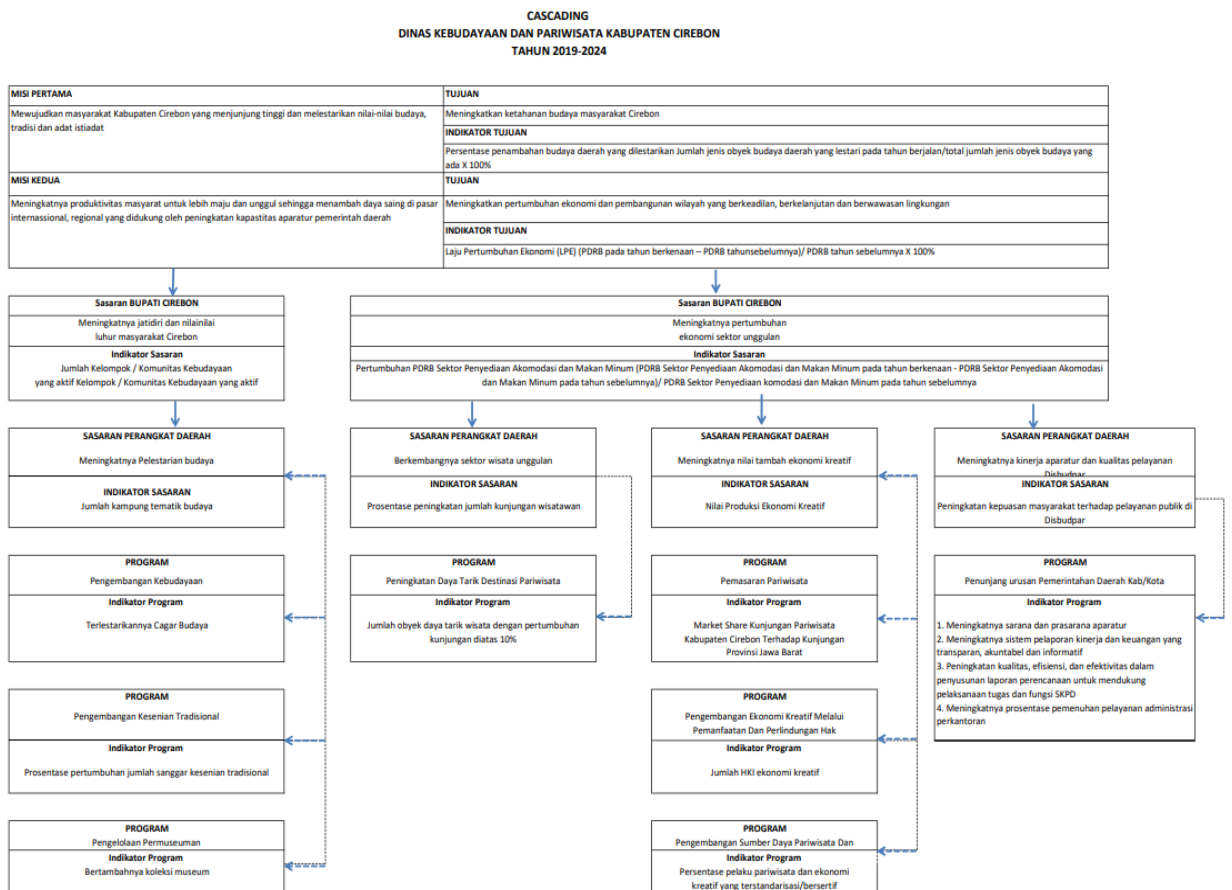 CASCADING
DINAS KEBUDAYAAN DAN PARIWISATA KABUPATEN CIREBON
TAHUN 2019-2024
MISI PERTAMA
Mewujudkan masyarakat Kabupaten Cirebon yang menjunjung tinggi dan melestarikan nilai-nilai budaya,
tradisi dan adat istiadat
TUJUAN
Meningkatkan ketahanan budaya masyarakat Cirebon
INDIKATOR TUJUAN
Persentase penambahan budaya daerah yang dilestarikan Jumlah jenis obyek budaya daerah yang lestari pada tahun berjalan/total jumlah jenis obyek budaya yang
ada X 100%
MISI KEDUA
Meningkatnya produktivitas masyarat untuk lebih maju dan unggul sehingga menambah daya saing di pasar
internassional, regional yang didukung oleh peningkatan kapastitas aparatur pemerintah daerah
TUJUAN
Meningkatkan pertumbuhan ekonomi dan pembangunan wilayah yang berkeadilan, berkelanjutan dan berwawasan lingkungan
INDIKATOR TUJUAN
Laju Pertumbuhan Ekonomi (LPE) (PDRB pada tahun berkenaan – PDRB tahunsebelumnya)/ PDRB tahun sebelumnya X 100%
Sasaran BUPATI CIREBON
Meningkatnya jatidiri dan nilainilai
luhur masyarakat Cirebon
Indikator Sasaran
Jumlah Kelompok / Komunitas Kebudayaan
yang aktif Kelompok / Komunitas Kebudayaan yang aktif
Sasaran BUPATI CIREBON
Meningkatnya pertumbuhan
ekonomi sektor unggulan
Indikator Sasaran
Pertumbuhan PDRB Sektor Penyediaan Akomodasi dan Makan Minum (PDRB Sektor Penyediaan Akomodasi dan Makan Minum pada tahun berkenaan - PDRB Sektor Penyediaan Akomodasi
dan Makan Minum pada tahun sebelumnya)/ PDRB Sektor Penyediaan komodasi dan Makan Minum pada tahun sebelumnya
SASARAN PERANGKAT DAERAH
Meningkatnya Pelestarian budaya
INDIKATOR SASARAN
Jumlah kampung tematik budaya
SASARAN PERANGKAT DAERAH
Berkembangnya sektor wisata unggulan
INDIKATOR SASARAN
Prosentase peningkatan jumlah kunjungan wisatawan
SASARAN PERANGKAT DAERAH
Meningkatnya nilai tambah ekonomi kreatif
INDIKATOR SASARAN
Nilai Produksi Ekonomi Kreatif
SASARAN PERANGKAT DAERAH
Meningkatnya kinerja aparatur dan kualitas pelayanan
Disbudpar
INDIKATOR SASARAN
Peningkatan kepuasan masyarakat terhadap pelayanan publik di
Disbudpar
PROGRAM
Pengembangan Kebudayaan
Indikator Program
Terlestarikannya Cagar Budaya
PROGRAM
Peningkatan Daya Tarik Destinasi Pariwisata
Indikator Program
Jumlah obyek daya tarik wisata dengan pertumbuhan
kunjungan diatas 10%
PROGRAM
Pemasaran Pariwisata
Indikator Program
Market Share Kunjungan Pariwisata
Kabupaten Cirebon Terhadap Kunjungan
Provinsi Jawa Barat
PROGRAM
Penunjang urusan Pemerintahan Daerah Kab/Kota
Indikator Program
1. Meningkatnya sarana dan prasarana aparatur
2. Meningkatnya sistem pelaporan kinerja dan keuangan yang
transparan, akuntabel dan informatif
3. Peningkatan kualitas, efisiensi, dan efektivitas dalam
penyusunan laporan perencanaan untuk mendukung
pelaksanaan tugas dan fungsi SKPD
4. Meningkatnya prosentase pemenuhan pelayanan administrasi
perkantoran
PROGRAM
Pengembangan Kesenian Tradisional
Indikator Program
Prosentase pertumbuhan jumlah sanggar kesenian tradisional
PROGRAM
Pengembangan Ekonomi Kreatif Melalui
Pemanfaatan Dan Perlindungan Hak
Indikator Program
Jumlah HKI ekonomi kreatif
PROGRAM
Pengelolaan Permuseuman
Indikator Program
Bertambahnya koleksi museum
PROGRAM
Pengembangan Sumber Daya Pariwisata Dan
Indikator Program
Persentase pelaku pariwisata dan ekonomi
kreatif yang terstandarisasi/bersertif